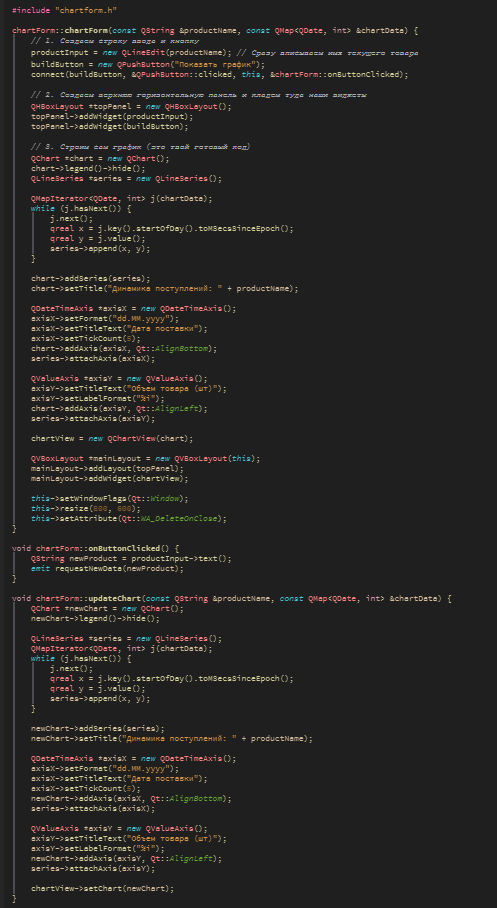 #include "chartform.h"

chartForm::chartForm(const QString &productName, const QMap<QDate, int> &chartData) {
    // 1. Создаем строку ввода и кнопку
    productInput = new QLineEdit(productName); // Сразу вписываем имя текущего товара
    buildButton = new QPushButton("Показать график");
    connect(buildButton, &QPushButton::clicked, this, &chartForm::onButtonClicked);

    // 2. Создаем верхнюю горизонтальную панель и кладем туда наши виджеты
    QHBoxLayout *topPanel = new QHBoxLayout();
    topPanel->addWidget(productInput);
    topPanel->addWidget(buildButton);

    // 3. Строим сам график (это твой готовый код)
    QChart *chart = new QChart();
    chart->legend()->hide();
    QLineSeries *series = new QLineSeries();

    QMapIterator<QDate, int> j(chartData);
    while (j.hasNext()) {
        j.next();
        qreal x = j.key().startOfDay().toMSecsSinceEpoch();
        qreal y = j.value();
        series->append(x, y);
    }

    chart->addSeries(series);
    chart->setTitle("Динамика поступлений: " + productName);

    QDateTimeAxis *axisX = new QDateTimeAxis();
    axisX->setFormat("dd.MM.yyyy");
    axisX->setTitleText("Дата поставки");
    axisX->setTickCount(5);
    chart->addAxis(axisX, Qt::AlignBottom);
    series->attachAxis(axisX);

    QValueAxis *axisY = new QValueAxis();
    axisY->setTitleText("Объем товара (шт)");
    axisY->setLabelFormat("%i");
    chart->addAxis(axisY, Qt::AlignLeft);
    series->attachAxis(axisY);

    chartView = new QChartView(chart);

    QVBoxLayout *mainLayout = new QVBoxLayout(this);
    mainLayout->addLayout(topPanel);
    mainLayout->addWidget(chartView);

    this->setWindowFlags(Qt::Window);
    this->resize(800, 600);
    this->setAttribute(Qt::WA_DeleteOnClose);
}

void chartForm::onButtonClicked() {
    QString newProduct = productInput->text();
    emit requestNewData(newProduct);
}

void chartForm::updateChart(const QString &productName, const QMap<QDate, int> &chartData) {
    QChart *newChart = new QChart();
    newChart->legend()->hide();

    QLineSeries *series = new QLineSeries();
    QMapIterator<QDate, int> j(chartData);
    while (j.hasNext()) {
        j.next();
        qreal x = j.key().startOfDay().toMSecsSinceEpoch();
        qreal y = j.value();
        series->append(x, y);
    }

    newChart->addSeries(series);
    newChart->setTitle("Динамика поступлений: " + productName);

    QDateTimeAxis *axisX = new QDateTimeAxis();
    axisX->setFormat("dd.MM.yyyy");
    axisX->setTitleText("Дата поставки");
    axisX->setTickCount(5);
    newChart->addAxis(axisX, Qt::AlignBottom);
    series->attachAxis(axisX);

    QValueAxis *axisY = new QValueAxis();
    axisY->setTitleText("Объем товара (шт)");
    axisY->setLabelFormat("%i");
    newChart->addAxis(axisY, Qt::AlignLeft);
    series->attachAxis(axisY);

    chartView->setChart(newChart);
}